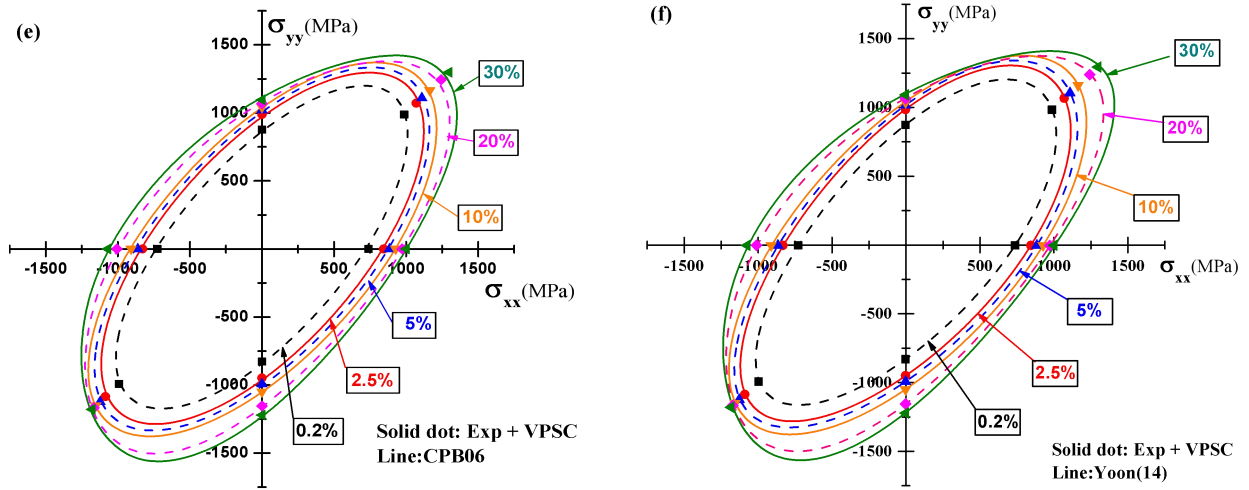 (e)
σyy(MPa)
1500
1000
500
-500
-1000
-1500
-1500 -1000 -500 500 1000 1500
σxx(MPa)
30%
20%
10%
5%
2.5%
0.2%
Solid dot: Exp + VPSC
Line:CPB06
(f)
σyy(MPa)
1500
1000
500
-500
-1000
-1500
-1500 -1000 -500 500 1000 1500
σxx(MPa)
30%
20%
10%
5%
2.5%
0.2%
Solid dot: Exp + VPSC
Line:Yoon(14)